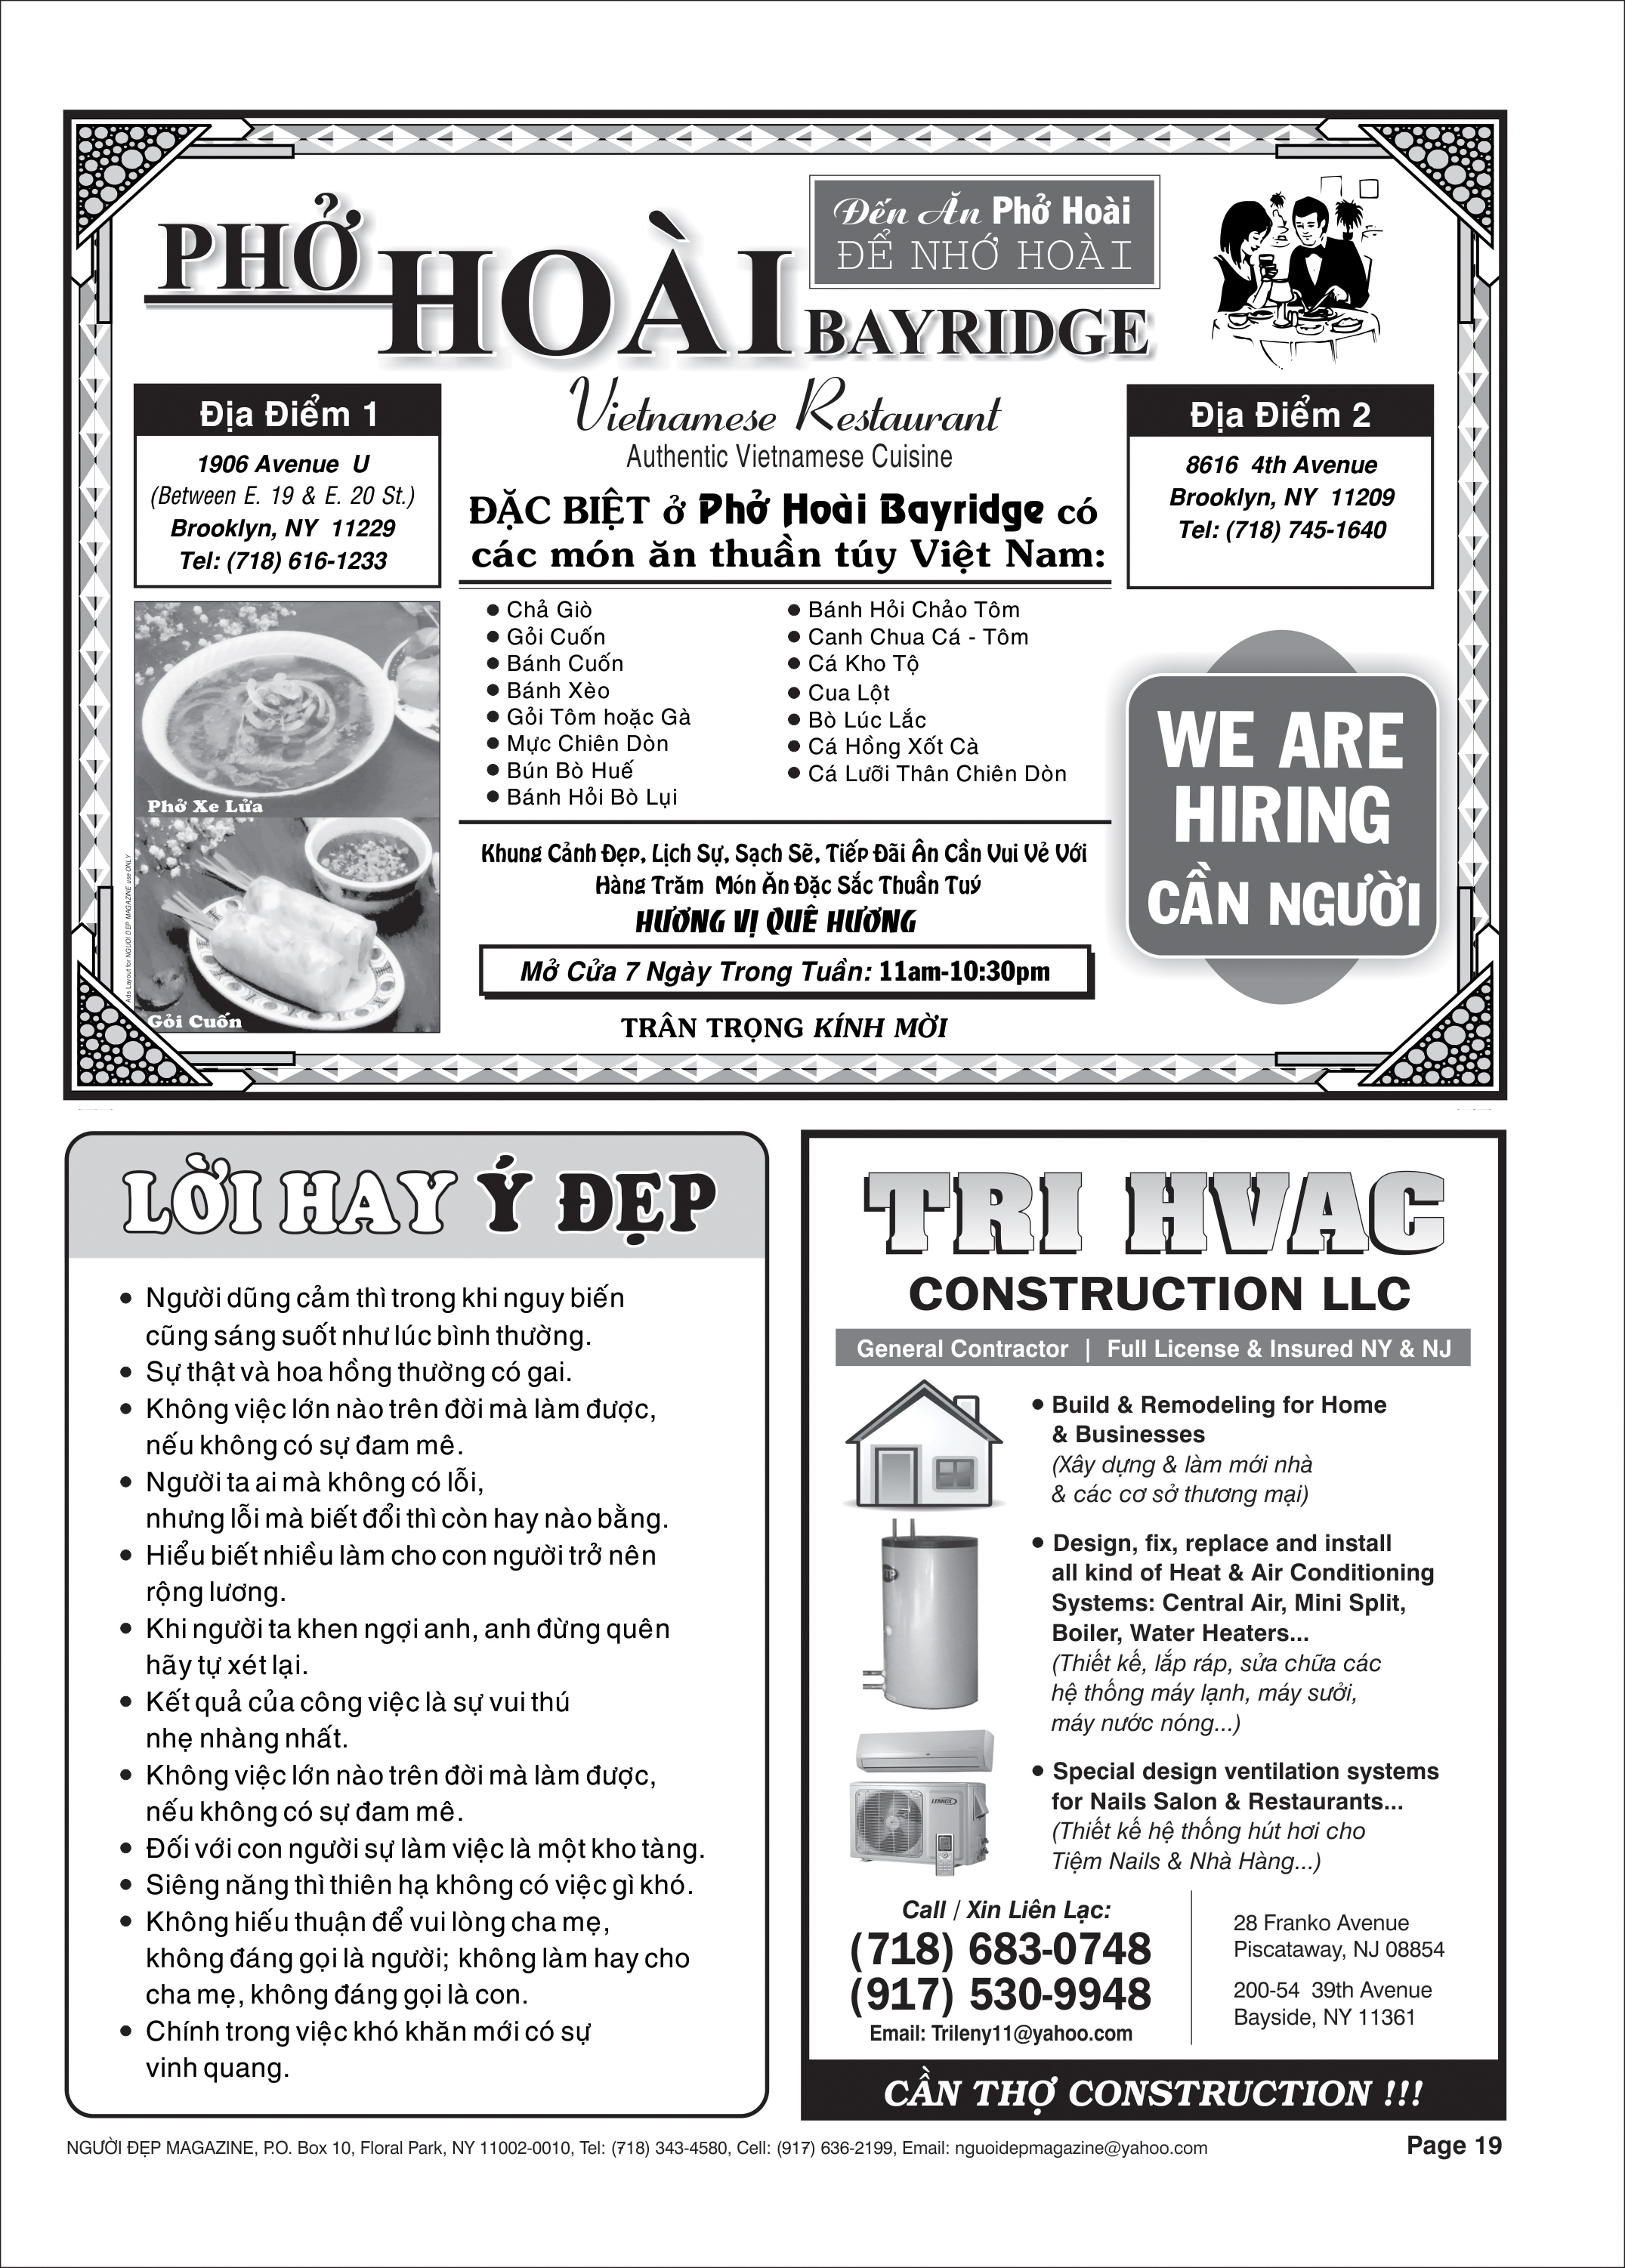 PHỞ HOÀI BAYRIDGE
Đến Ăn Phở Hoài
ĐỂ NHỚ HOÀI
Vietnamese Restaurant
Authentic Vietnamese Cuisine
Địa Điểm 1
1906 Avenue U
(Between E. 19 & E. 20 St.)
Brooklyn, NY 11229
Tel: (718) 616-1233
Địa Điểm 2
8616 4th Avenue
Brooklyn, NY 11209
Tel: (718) 745-1640
ĐẶC BIỆT ở Phở Hoài Bayridge có
các món ăn thuần túy Việt Nam:
• Chả Giò
• Gỏi Cuốn
• Bánh Cuốn
• Bánh Xèo
• Gỏi Tôm hoặc Gà
• Mực Chiên Dòn
• Bún Bò Huế
• Bánh Hỏi Bò Lụi
• Bánh Hỏi Chảo Tôm
• Canh Chua Cá - Tôm
• Cá Kho Tộ
• Cua Lột
• Bò Lúc Lắc
• Cá Hồng Xốt Cà
• Cá Lưỡi Thân Chiên Dòn
Phở Xe Lửa
Gỏi Cuốn
Ads Layout for NGUOI DEP MAGAZINE use ONLY
Khung Cảnh Đẹp, Lịch Sự, Sạch Sẽ, Tiếp Đãi Ân Cần Vui Vẻ Với
Hàng Trăm Món Ăn Đặc Sắc Thuần Tuý
HƯƠNG VỊ QUÊ HƯƠNG
Mở Cửa 7 Ngày Trong Tuần: 11am-10:30pm
TRÂN TRỌNG KÍNH MỜI
WE ARE
HIRING
CẦN NGƯỜI
LỜI HAY Ý ĐẸP
• Người dũng cảm thì trong khi nguy biến
cũng sáng suốt như lúc bình thường.
• Sự thật và hoa hồng thường có gai.
• Không việc lớn nào trên đời mà làm được,
nếu không có sự đam mê.
• Người ta ai mà không có lỗi,
nhưng lỗi mà biết đổi thì còn hay nào bằng.
• Hiểu biết nhiều làm cho con người trở nên
rộng lương.
• Khi người ta khen ngợi anh, anh đừng quên
hãy tự xét lại.
• Kết quả của công việc là sự vui thú
nhẹ nhàng nhất.
• Không việc lớn nào trên đời mà làm được,
nếu không có sự đam mê.
• Đối với con người sự làm việc là một kho tàng.
• Siêng năng thì thiên hạ không có việc gì khó.
• Không hiếu thuận để vui lòng cha mẹ,
không đáng gọi là người; không làm hay cho
cha mẹ, không đáng gọi là con.
• Chính trong việc khó khăn mới có sự
vinh quang.
TRI HVAC
CONSTRUCTION LLC
General Contractor | Full License & Insured NY & NJ
• Build & Remodeling for Home
& Businesses
(Xây dựng & làm mới nhà
& các cơ sở thương mại)
• Design, fix, replace and install
all kind of Heat & Air Conditioning
Systems: Central Air, Mini Split,
Boiler, Water Heaters...
(Thiết kế, lắp ráp, sửa chữa các
hệ thống máy lạnh, máy sưởi,
máy nước nóng...)
LENNOX
• Special design ventilation systems
for Nails Salon & Restaurants...
(Thiết kế hệ thống hút hơi cho
Tiệm Nails & Nhà Hàng...)
Call / Xin Liên Lạc:
(718) 683-0748
(917) 530-9948
Email: Trileny11@yahoo.com
28 Franko Avenue
Piscataway, NJ 08854
200-54 39th Avenue
Bayside, NY 11361
CẦN THỢ CONSTRUCTION !!!
NGƯỜI ĐẸP MAGAZINE, P.O. Box 10, Floral Park, NY 11002-0010, Tel: (718) 343-4580, Cell: (917) 636-2199, Email: nguoidepmagazine@yahoo.com
Page 19